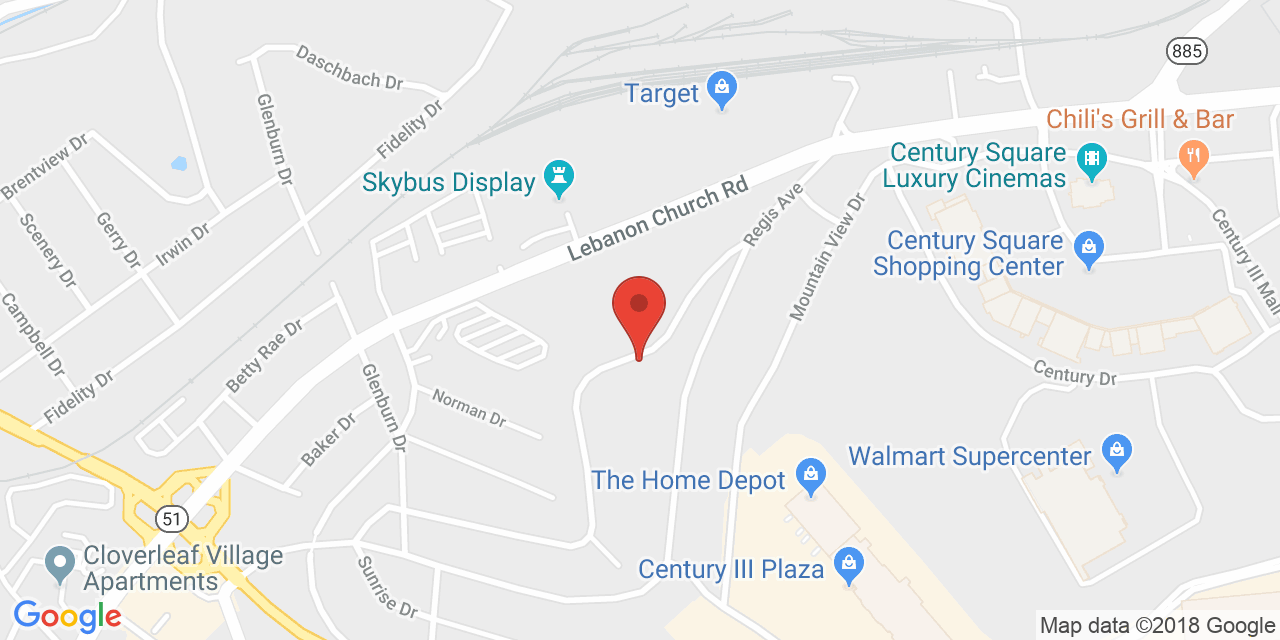 885
Daschbach Dr
Target
Chili's Grill & Bar
Glenburn Dr
Fidelity Dr
Brentview Dr
Century Square
Luxury Cinemas
Skybus Display
Lebanon Church Rd
Regis Ave
Mountain View Dr
Scenery Dr
Gerry Dr
Irwin Dr
Century Square
Shopping Center
Century III Mall
Campbell Dr
Betty Rae Dr
Glenburn Dr
Fidelity Dr
Norman Dr
Century Dr
Baker Dr
Walmart Supercenter
The Home Depot
51
Cloverleaf Village
Apartments
Sunrise Dr
Century III Plaza
Google
Map data ©2018 Google